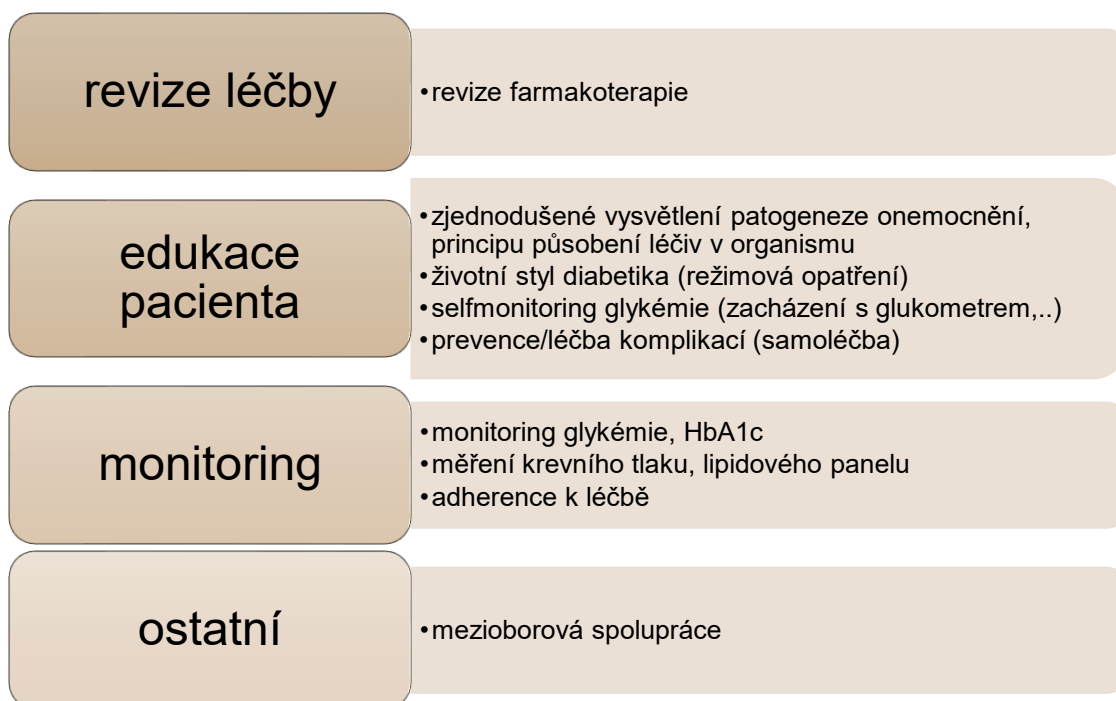 revize léčby
•revize farmakoterapie
edukace
pacienta
•zjednodušené vysvětlení patogeneze onemocnění,
principu působení léčiv v organismu
•životní styl diabetika (režimová opatření)
•selfmonitoring glykémie (zacházení s glukometrem,..)
•prevence/léčba komplikací (samoléčba)
monitoring
•monitoring glykémie, HbA1c
•měření krevního tlaku, lipidového panelu
•adherence k léčbě
ostatní
•mezioborová spolupráce